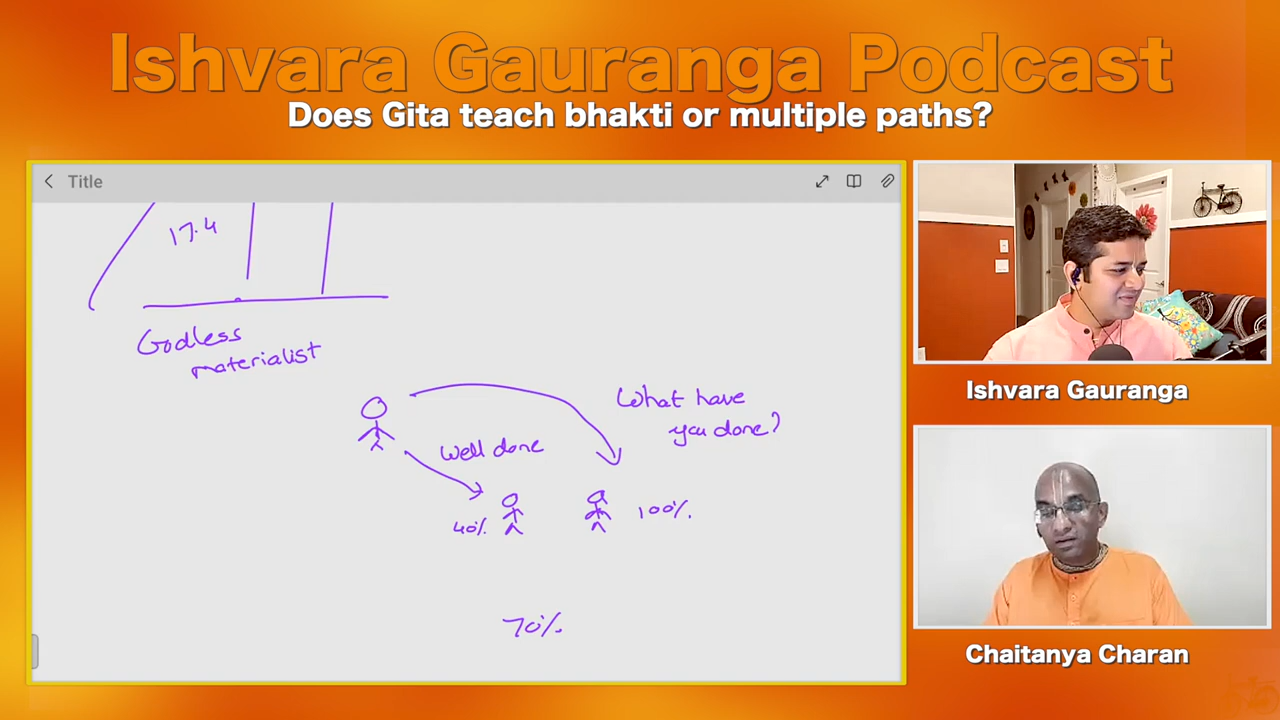 Ishvara Gauranga Podcast
Does Gita teach bhakti or multiple paths?
Title
17.4
Godless
materialist
What have
you done?
Well done
40%
100%
70%
Ishvara Gauranga
Chaitanya Charan